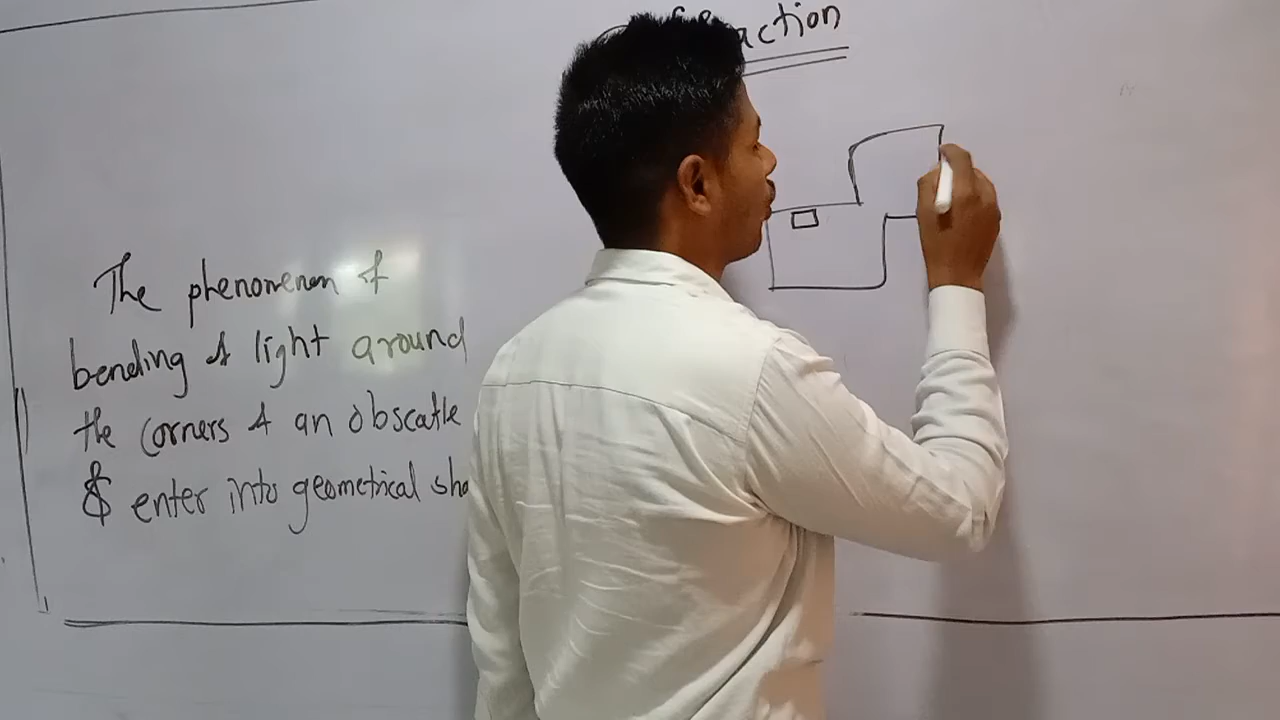 action
The phenomenon of
bending of light around
the corners of an obscatle
& enter into geometrical sha